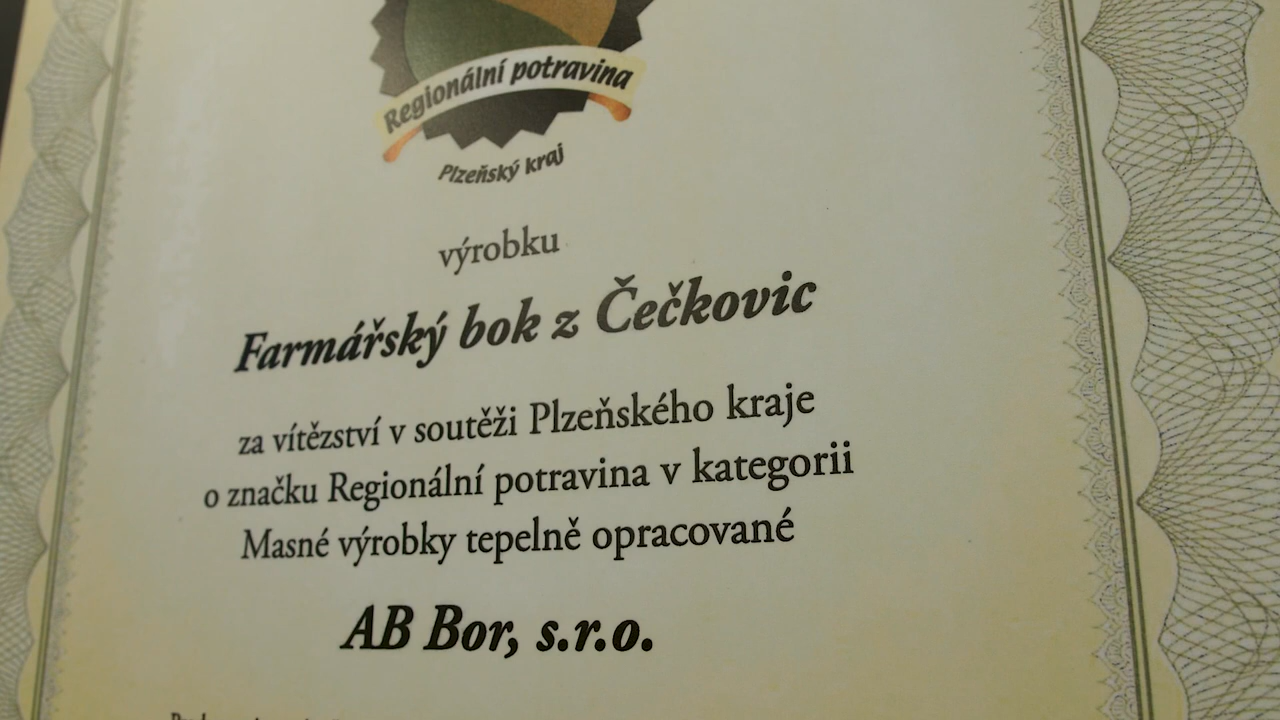 Regionální potravina
Plzeňský kraj
výrobku
Farmářský bok z Čečkovic
za vítězství v soutěži Plzeňského kraje
o značku Regionální potravina v kategorii
Masné výrobky tepelně opracované
AB Bor, s.r.o.